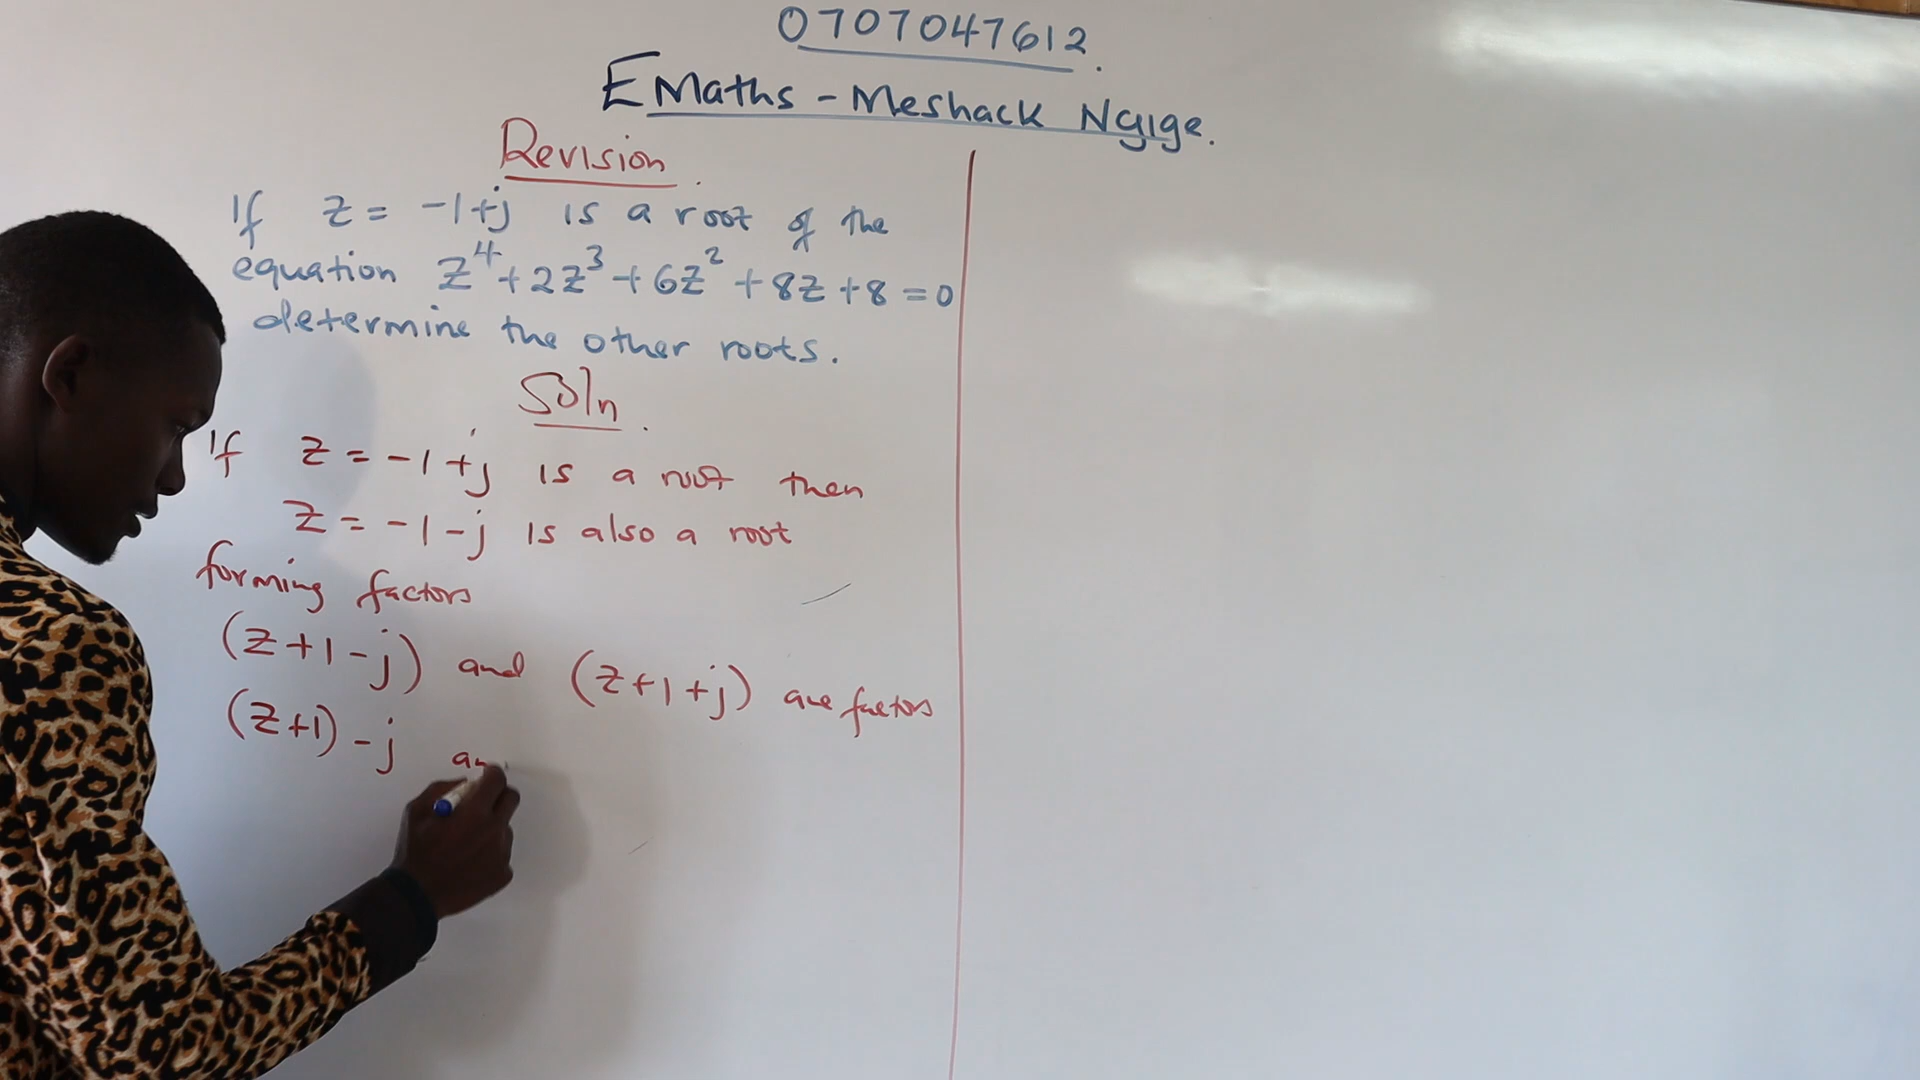 0707047612.
EMaths - Meshack Ngige.
Revision
If z = -1+j is a root of the
equation z⁴+2z³+6z²+8z+8=0
determine the other roots.
Soln.
If z = -1+j is a root then
z = -1-j is also a root
forming factors
(z+1-j) and (z+1+j) are factors
(z+1)-j an